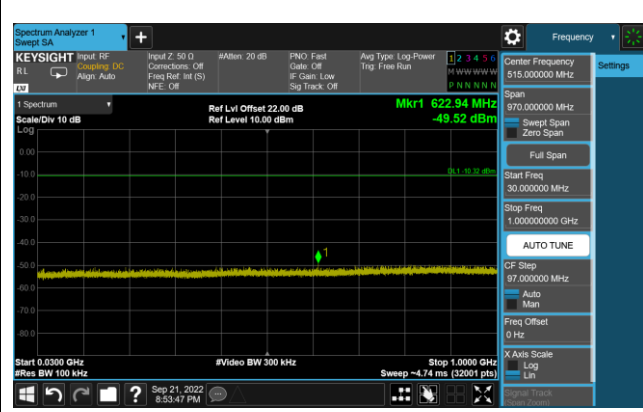 Spectrum Analyzer 1
Swept SA
Frequency
KEYSIGHT
RL
LXI
Input: RF
Coupling: DC
Align: Auto
Input Z: 50 Ω
Corrections: Off
Freq Ref: Int (S)
NFE: Off
#Atten: 20 dB
PNO: Fast
Gate: Off
IF Gain: Low
Sig Track: Off
Avg Type: Log-Power
Trig: Free Run
1 2 3 4 5 6
M W W W W W
P N N N N N
Center Frequency
515.000000 MHz
Settings
Span
970.000000 MHz
Swept Span
Zero Span
Full Span
Start Freq
30.000000 MHz
Stop Freq
1.000000000 GHz
AUTO TUNE
CF Step
97.000000 MHz
Auto
Man
Freq Offset
0 Hz
X Axis Scale
Log
Lin
Signal Track
(Span Zoom)
1 Spectrum
Scale/Div 10 dB
Log
Ref Lvl Offset 22.00 dB
Ref Level 10.00 dBm
Mkr1 622.94 MHz
-49.52 dBm
0.00
-10.0
-20.0
-30.0
-40.0
-50.0
-60.0
-70.0
-80.0
DL1 -10.32 dBm
1
Start 0.0300 GHz
#Res BW 100 kHz
#Video BW 300 kHz
Stop 1.0000 GHz
Sweep ~4.74 ms (32001 pts)
?
Sep 21, 2022
8:53:47 PM